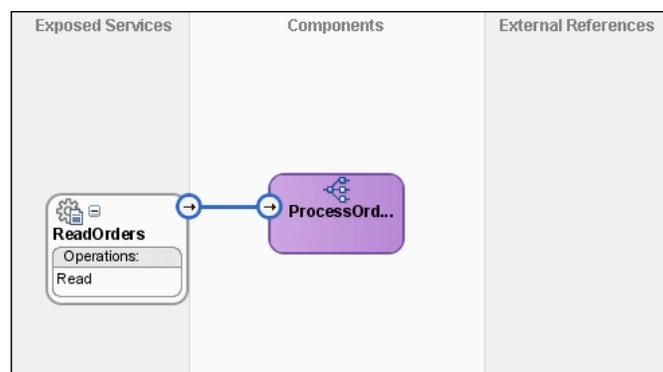 Exposed Services
Components
External References
ProcessOrd...
ReadOrders
Operations:
Read